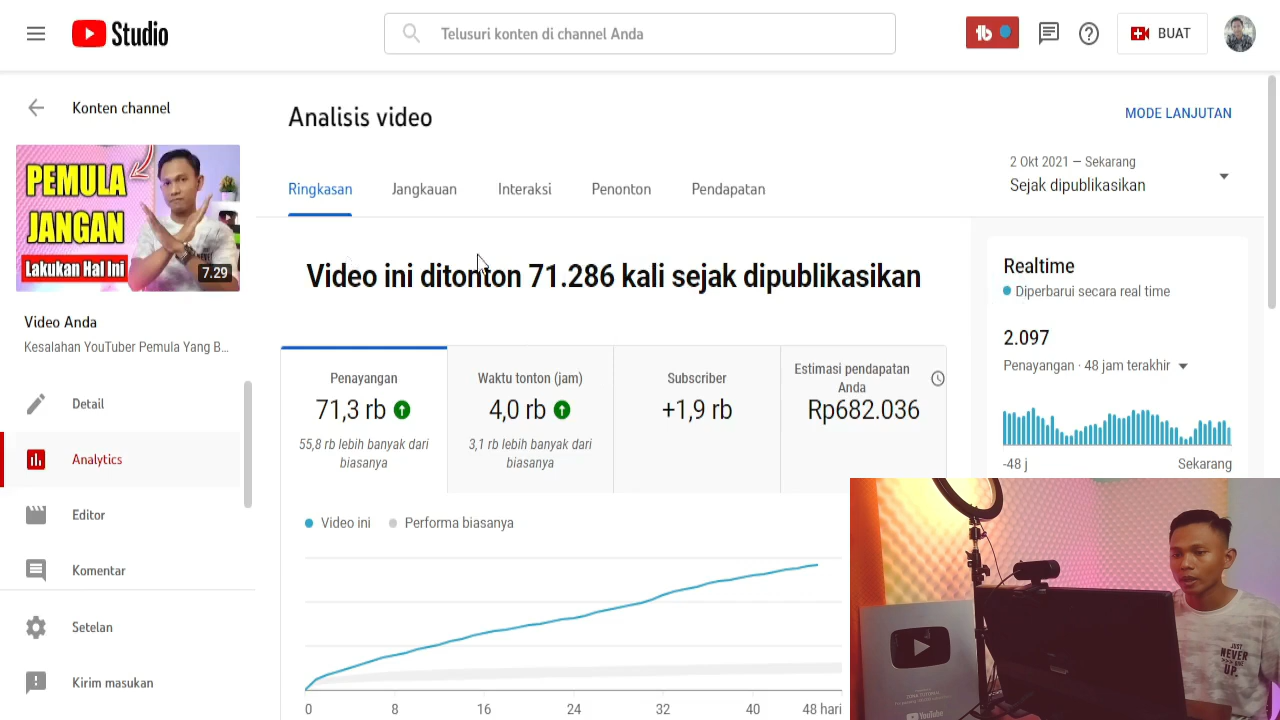 Studio
Telusuri konten di channel Anda
BUAT
Konten channel
PEMULA
JANGAN
Lakukan Hal Ini
7.29
Video Anda
Kesalahan YouTuber Pemula Yang B...
Detail
Analytics
Editor
Komentar
Setelan
Kirim masukan
Analisis video
MODE LANJUTAN
Ringkasan
Jangkauan
Interaksi
Penonton
Pendapatan
2 Okt 2021 – Sekarang
Sejak dipublikasikan
Video ini ditonton 71.286 kali sejak dipublikasikan
Penayangan
71,3 rb
55,8 rb lebih banyak dari
biasanya
Waktu tonton (jam)
4,0 rb
3,1 rb lebih banyak dari
biasanya
Subscriber
+1,9 rb
Estimasi pendapatan
Anda
Rp682.036
Video ini
Performa biasanya
0
8
16
24
32
40
48 hari
Realtime
Diperbarui secara real time
2.097
Penayangan · 48 jam terakhir
-48 j
Sekarang
JUST
NEVER
UP.
YouTube